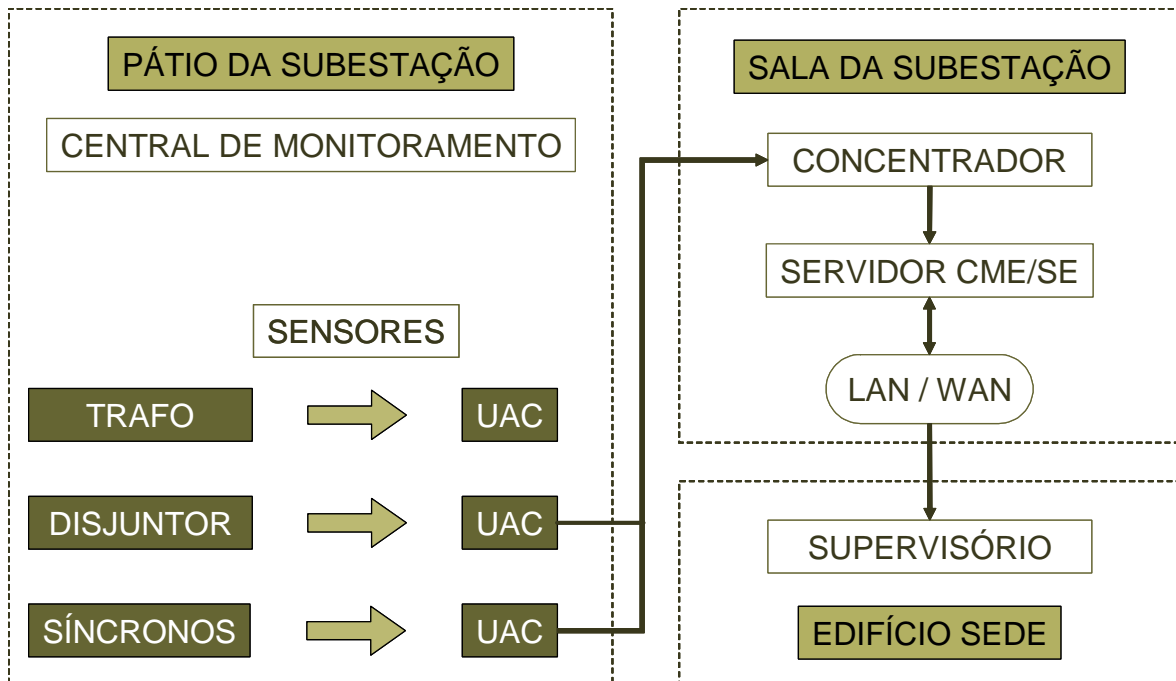 PÁTIO DA SUBESTAÇÃO
CENTRAL DE MONITORAMENTO
SENSORES
TRAFO
UAC
DISJUNTOR
UAC
SÍNCRONOS
UAC
SALA DA SUBESTAÇÃO
CONCENTRADOR
SERVIDOR CME/SE
LAN / WAN
SUPERVISÓRIO
EDIFÍCIO SEDE